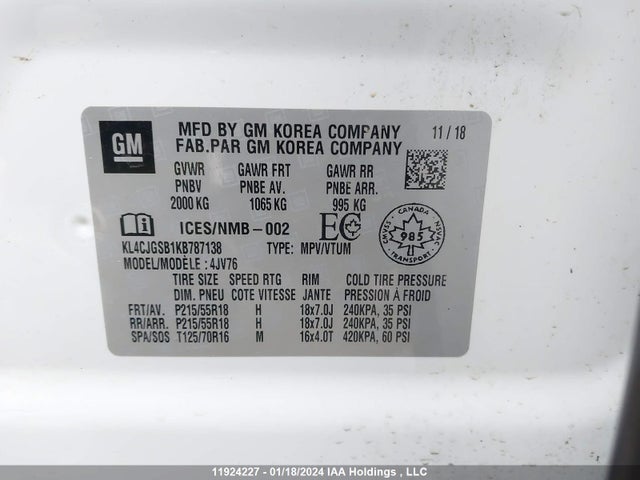 GM
MFD BY GM KOREA COMPANY 11 / 18
FAB.PAR GM KOREA COMPANY
GVWR GAWR FRT GAWR RR
PNBV PNBE AV. PNBE ARR.
2000 KG 1065 KG 995 KG
ICES/NMB-002 EC
CANADA
CMVSS NSVAC
985
TRANSPORT
KL4CJGSB1KB787138 TYPE: MPV/VTUM
MODEL/MODÈLE : 4JV76
TIRE SIZE SPEED RTG RIM COLD TIRE PRESSURE
DIM. PNEU COTE VITESSE JANTE PRESSION À FROID
FRT/AV. P215/55R18 H 18x7.0J 240KPA, 35 PSI
RR/ARR. P215/55R18 H 18x7.0J 240KPA, 35 PSI
SPA/SOS T125/70R16 M 16x4.0T 420KPA, 60 PSI
11924227 - 01/18/2024 IAA Holdings , LLC